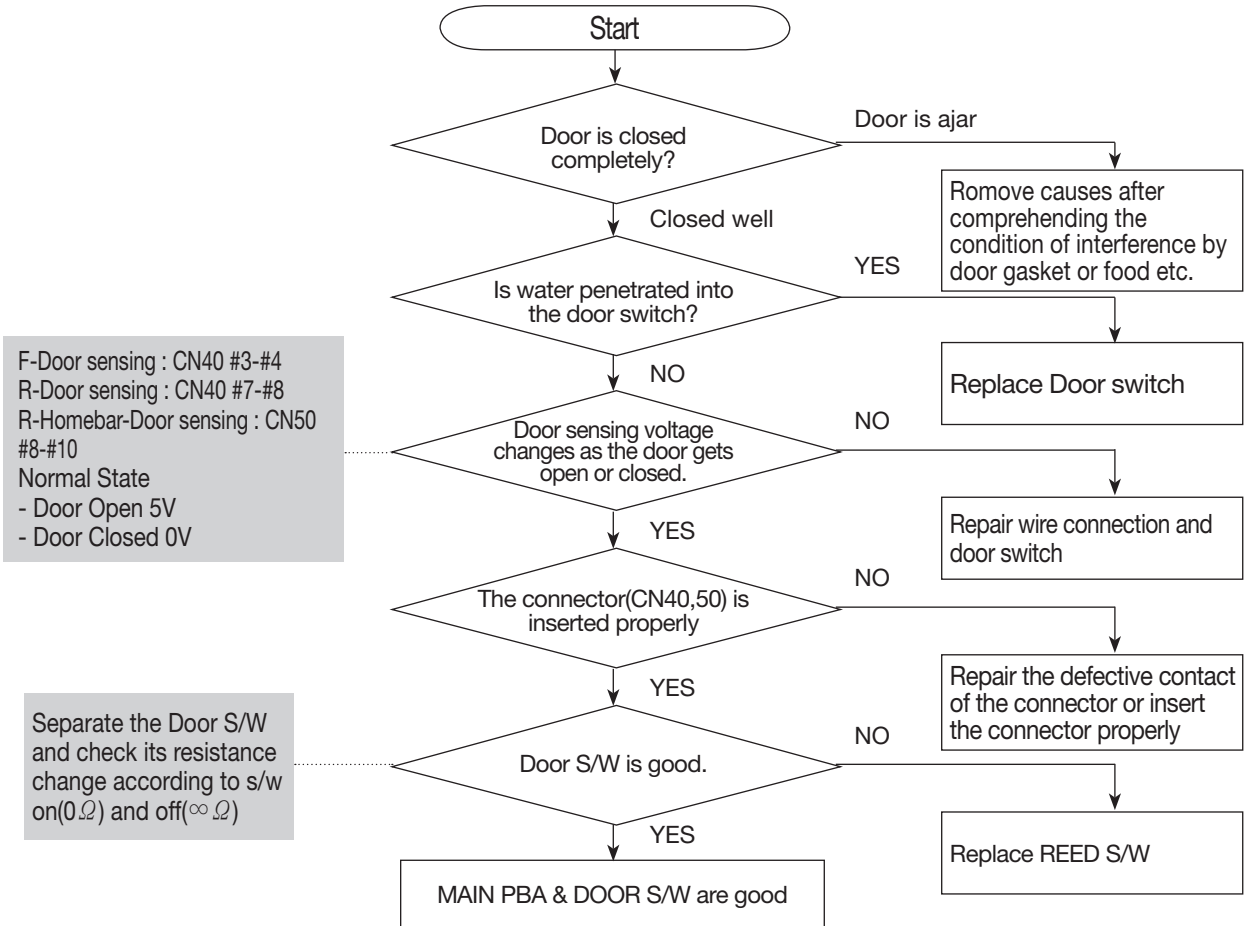 Start
Door is closed
completely?
Door is ajar
Romove causes after
comprehending the
condition of interference by
door gasket or food etc.
Closed well
Is water penetrated into
the door switch?
YES
Replace Door switch
NO
F-Door sensing : CN40 #3-#4
R-Door sensing : CN40 #7-#8
R-Homebar-Door sensing : CN50
#8-#10
Normal State
- Door Open 5V
- Door Closed 0V
Door sensing voltage
changes as the door gets
open or closed.
NO
Repair wire connection and
door switch
YES
The connector(CN40,50) is
inserted properly
NO
Repair the defective contact
of the connector or insert
the connector properly
YES
Separate the Door S/W
and check its resistance
change according to s/w
on(0Ω) and off(∞Ω)
Door S/W is good.
NO
Replace REED S/W
YES
MAIN PBA & DOOR S/W are good